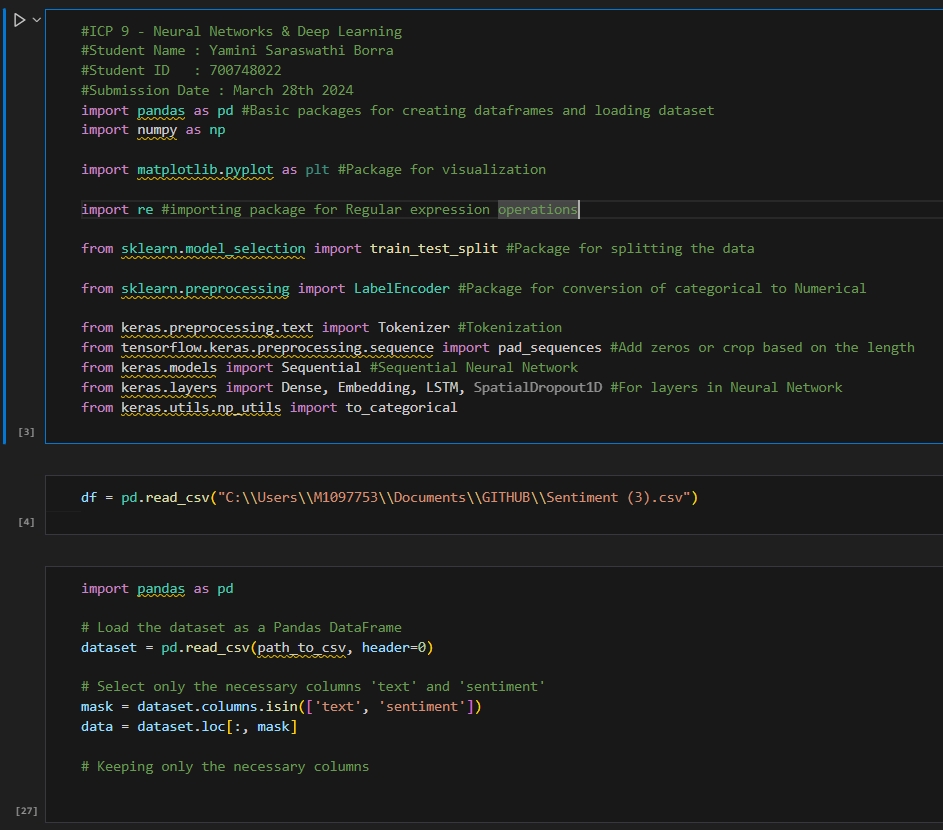 #ICP 9 - Neural Networks & Deep Learning
#Student Name : Yamini Saraswathi Borra
#Student ID   : 700748022
#Submission Date : March 28th 2024
import pandas as pd #Basic packages for creating dataframes and loading dataset
import numpy as np
import matplotlib.pyplot as plt #Package for visualization
import re #importing package for Regular expression operations
from sklearn.model_selection import train_test_split #Package for splitting the data
from sklearn.preprocessing import LabelEncoder #Package for conversion of categorical to Numerical
from keras.preprocessing.text import Tokenizer #Tokenization
from tensorflow.keras.preprocessing.sequence import pad_sequences #Add zeros or crop based on the length
from keras.models import Sequential #Sequential Neural Network
from keras.layers import Dense, Embedding, LSTM, SpatialDropout1D #For layers in Neural Network
from keras.utils.np_utils import to_categorical
[3]
df = pd.read_csv("C:\\Users\\M1097753\\Documents\\GITHUB\\Sentiment (3).csv")
[4]
import pandas as pd
# Load the dataset as a Pandas DataFrame
dataset = pd.read_csv(path_to_csv, header=0)
# Select only the necessary columns 'text' and 'sentiment'
mask = dataset.columns.isin(['text', 'sentiment'])
data = dataset.loc[:, mask]
# Keeping only the necessary columns
[27]